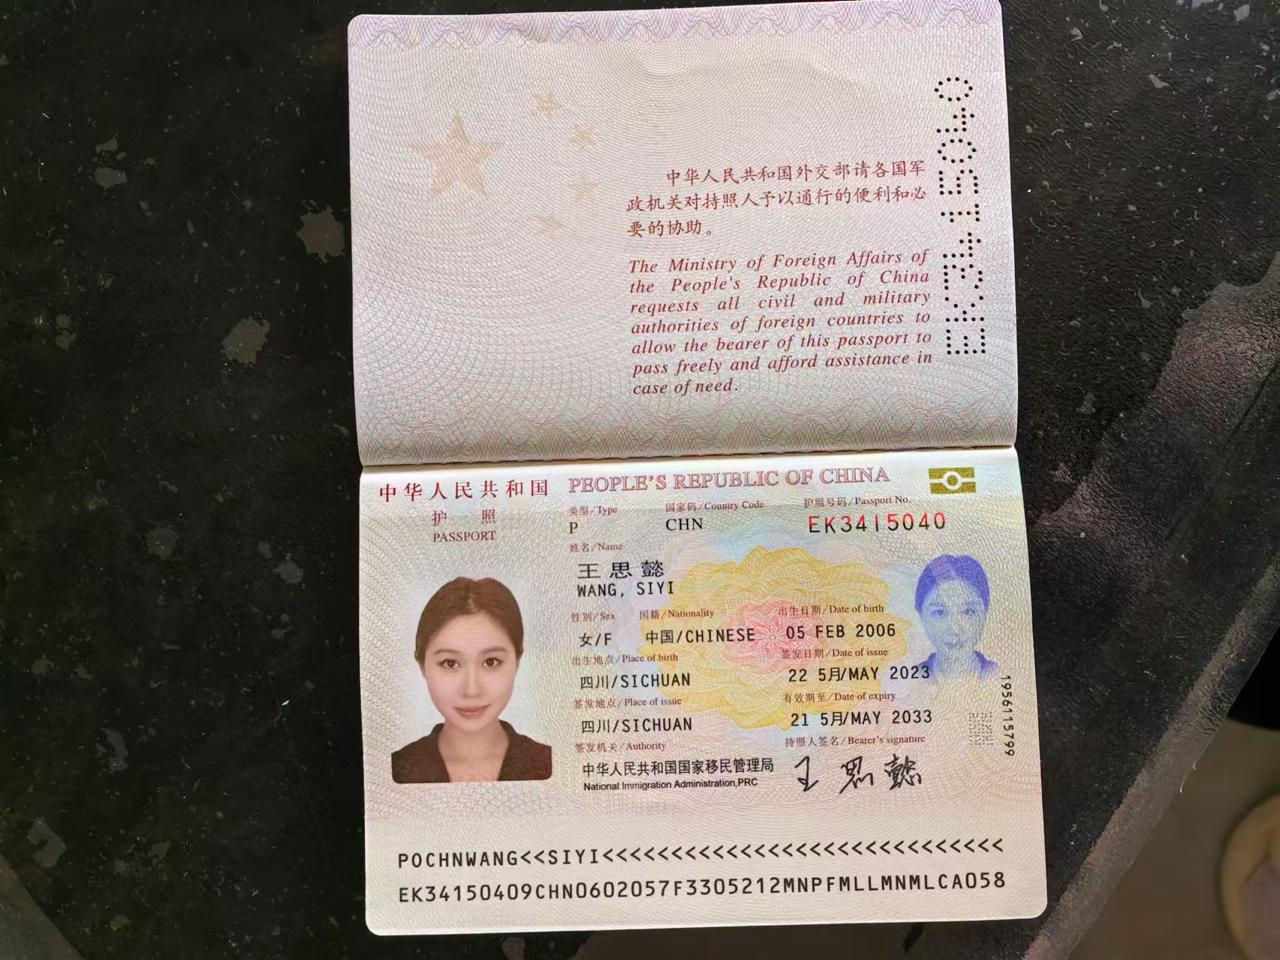 中华人民共和国外交部请各国军
政机关对持照人予以通行的便利和必
要的协助。
The Ministry of Foreign Affairs of
the People's Republic of China
requests all civil and military
authorities of foreign countries to
allow the bearer of this passport to
pass freely and afford assistance in
case of need.
EK3415040
中华人民共和国 PEOPLE'S REPUBLIC OF CHINA
护 照
PASSPORT
类型/Type 国家码/Country Code 护照号码/Passport No.
P CHN EK3415040
姓名/Name
王思懿
WANG, SIYI
性别/Sex 国籍/Nationality 出生日期/Date of birth
女/F 中国/CHINESE 05 FEB 2006
出生地点/Place of birth 签发日期/Date of issue
四川/SICHUAN 22 5月/MAY 2023
签发地点/Place of issue 有效期至/Date of expiry
四川/SICHUAN 21 5月/MAY 2033
签发机关/Authority 持照人签名/Bearer's signature
中华人民共和国国家移民管理局 王思懿
National Immigration Administration,PRC
1956115799
POCHNWANG<<SIYI<<<<<<<<<<<<<<<<<<<<<<<<<<<<<
EK34150409CHN0602057F3305212MNPFMLLMNMLCA058